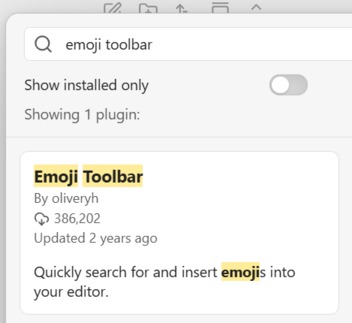 emoji toolbar
Show installed only
Showing 1 plugin:
Emoji Toolbar
By oliveryh
386,202
Updated 2 years ago
Quickly search for and insert emojis into
your editor.